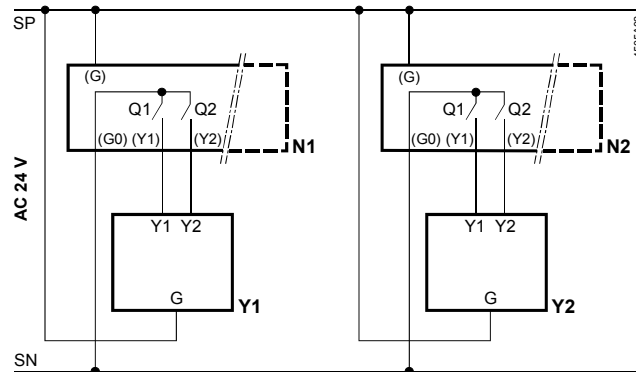 SP
(G)
Q1
Q2
(G0) (Y1)
(Y2)
N1
Y1 Y2
G
Y1
(G)
Q1
Q2
(G0) (Y1)
(Y2)
N2
Y1 Y2
G
Y2
AC 24 V
SN